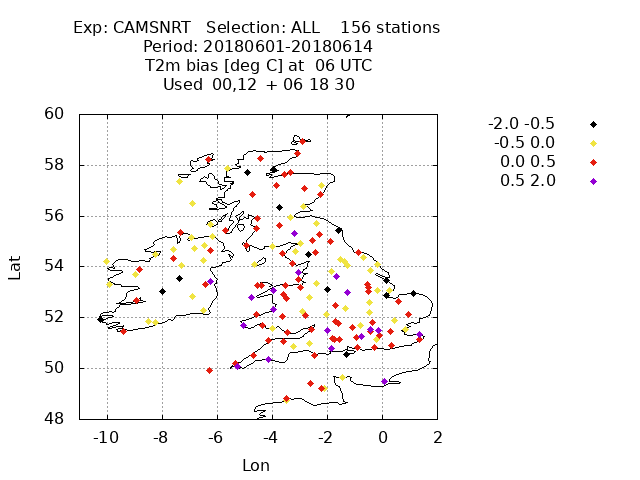 Exp: CAMSNRT Selection: ALL 156 stations
Period: 20180601-20180614
T2m bias [deg C] at 06 UTC
Used 00,12 + 06 18 30
-2.0 -0.5
-0.5 0.0
0.0 0.5
0.5 2.0
60
58
56
54
52
50
48
Lat
-10 -8 -6 -4 -2 0 2
Lon